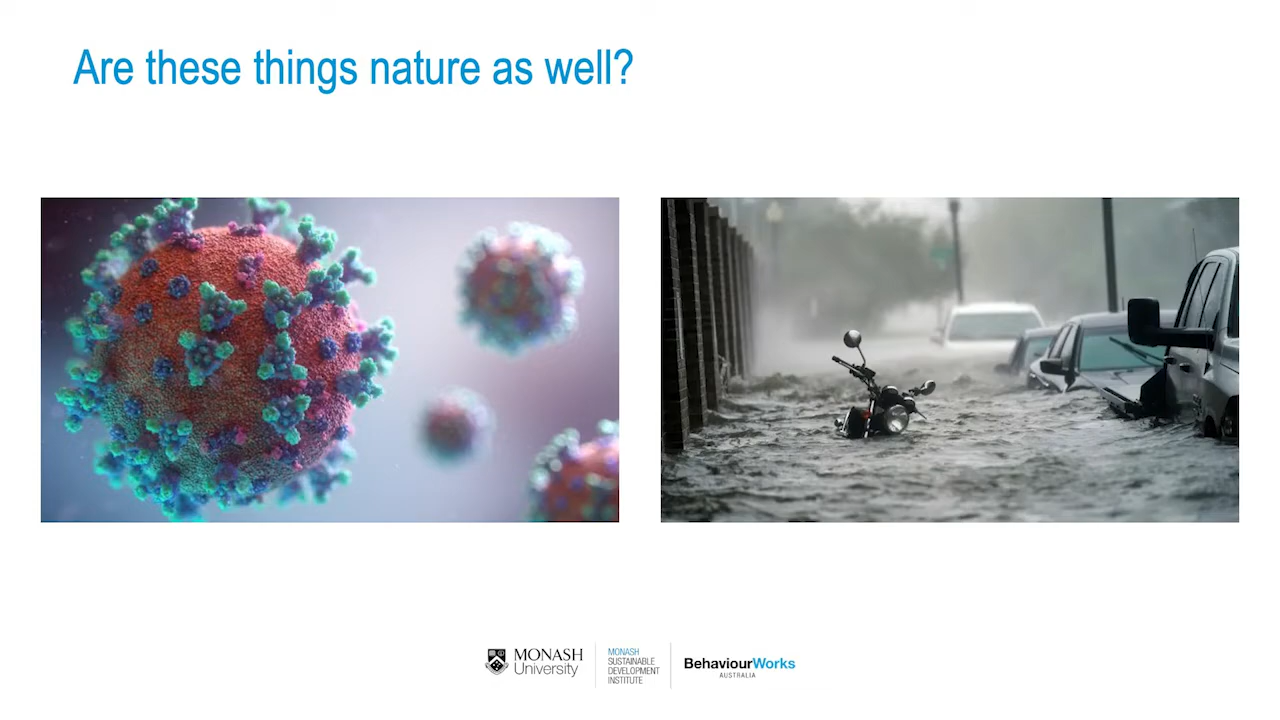 Are these things nature as well?
MONASH
University
MONASH
SUSTAINABLE
DEVELOPMENT
INSTITUTE
BehaviourWorks
AUSTRALIA